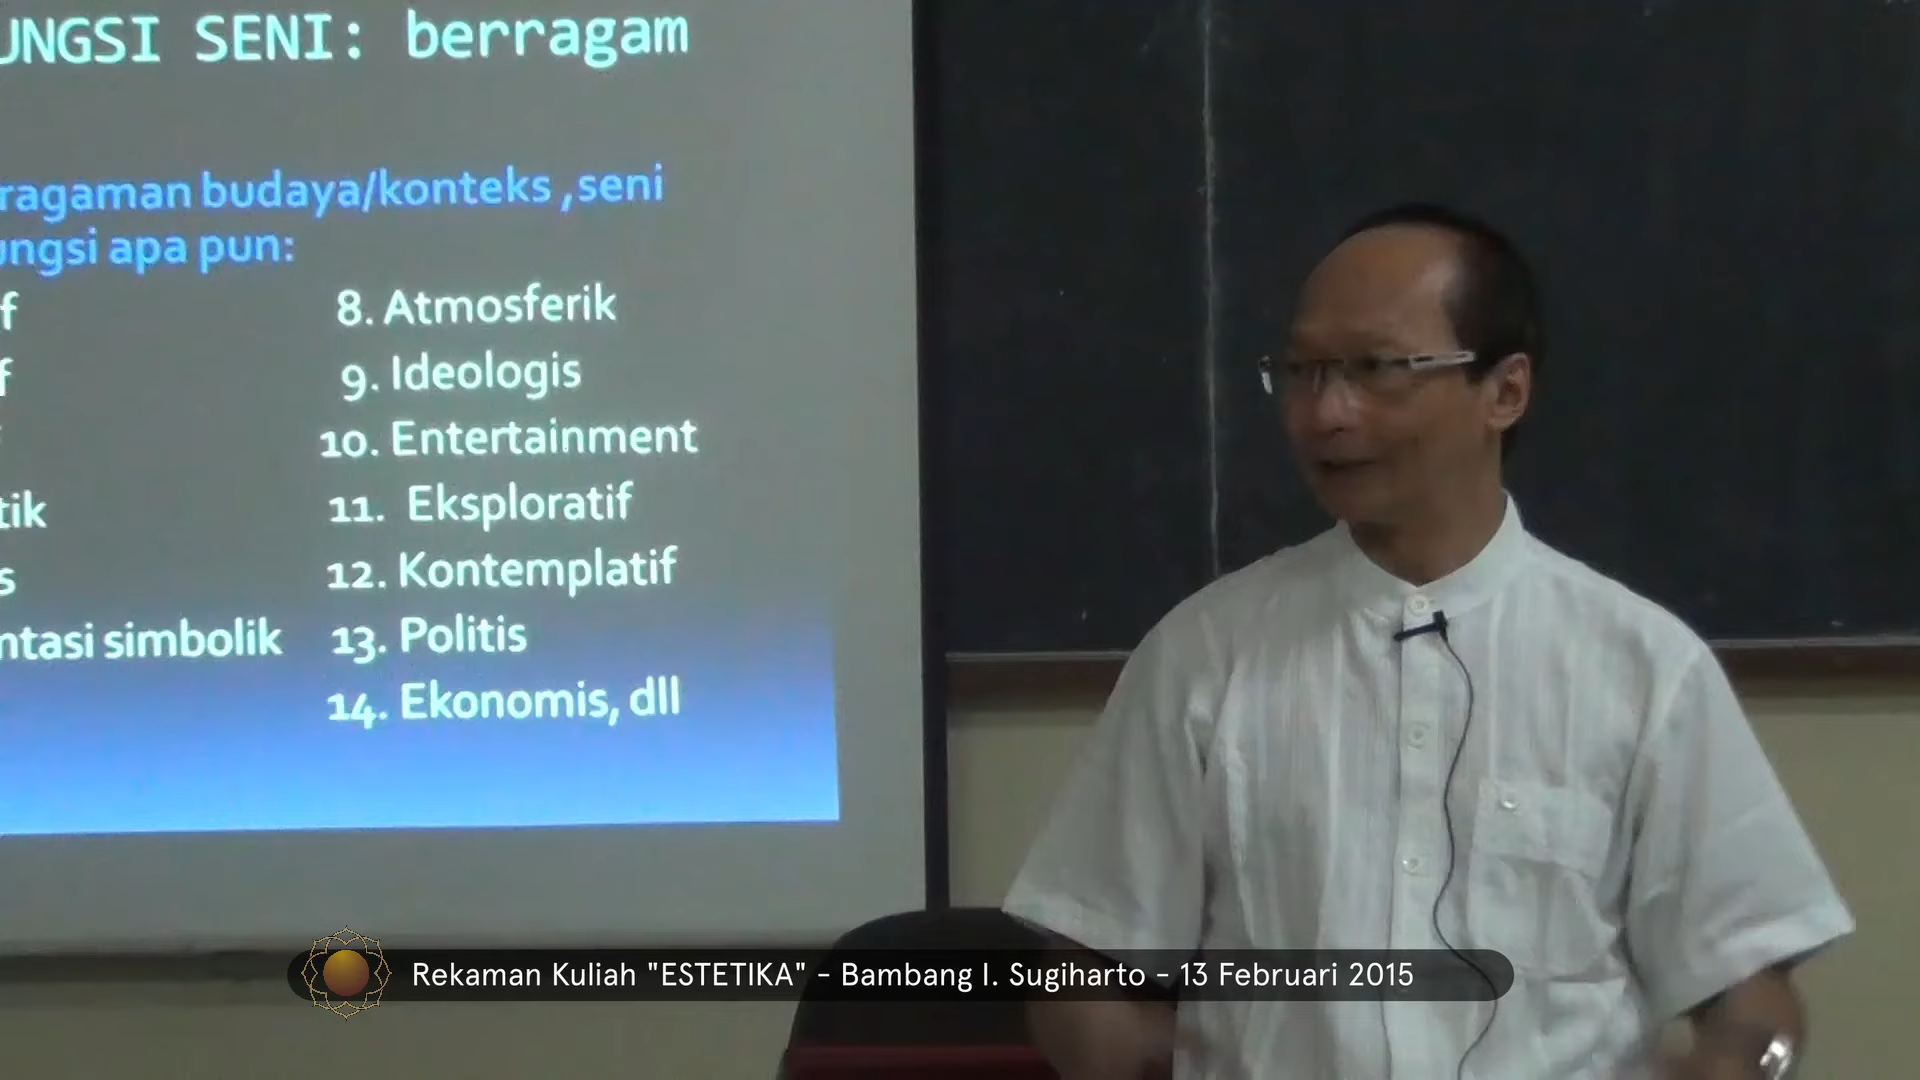 UNGSI SENI: berragam
ragaman budaya/konteks ,seni
ungsi apa pun:
f
f
tik
s
ntasi simbolik
8. Atmosferik
9. Ideologis
10. Entertainment
11. Eksploratif
12. Kontemplatif
13. Politis
14. Ekonomis, dll
Rekaman Kuliah "ESTETIKA" - Bambang I. Sugiharto - 13 Februari 2015